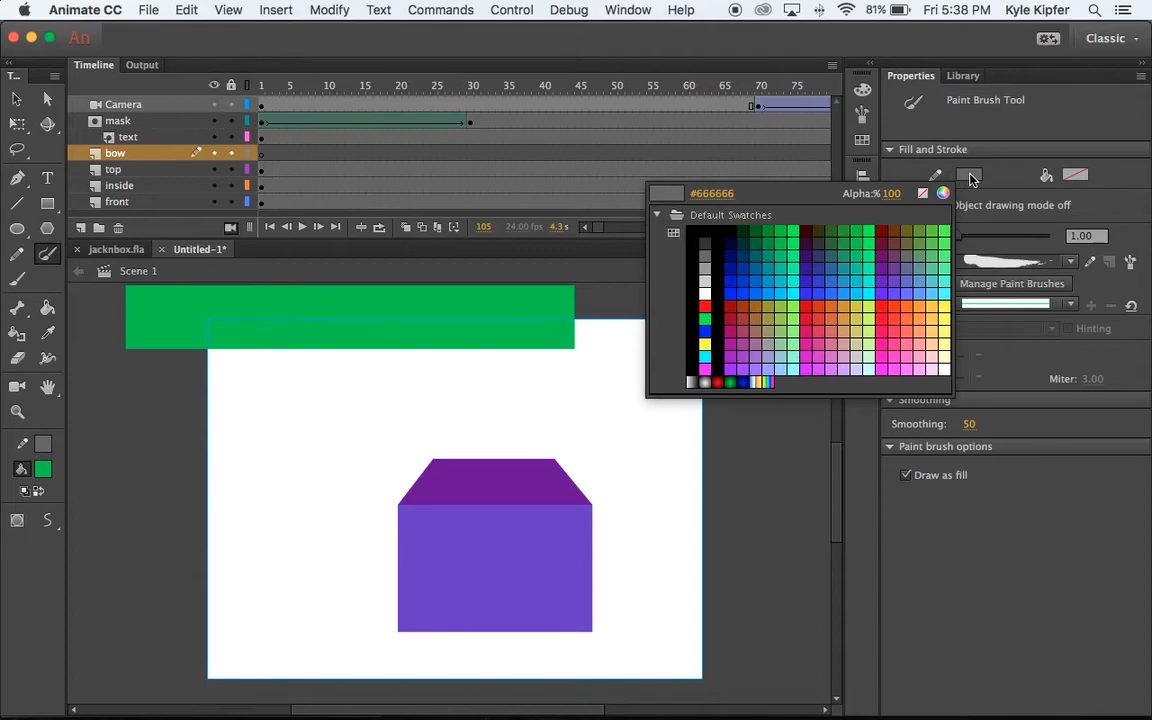 Animate CC File Edit View Insert Modify Text Commands Control Debug Window Help 81% Fri 5:38 PM Kyle Kipfer
An Classic
T... Timeline Output Properties Library
1 5 10 15 20 25 30 35 40 45 50 55 60 65 70 75
Camera
Paint Brush Tool
mask
text
bow
Fill and Stroke
top
inside
#666666 Alpha:% 100
front
Object drawing mode off
Default Swatches
105 24.00 fps 4.3 s
1.00
jacknbox.fla Untitled-1*
Scene 1
Manage Paint Brushes
Hinting
Miter: 3.00
Smoothing
Smoothing: 50
Paint brush options
Draw as fill